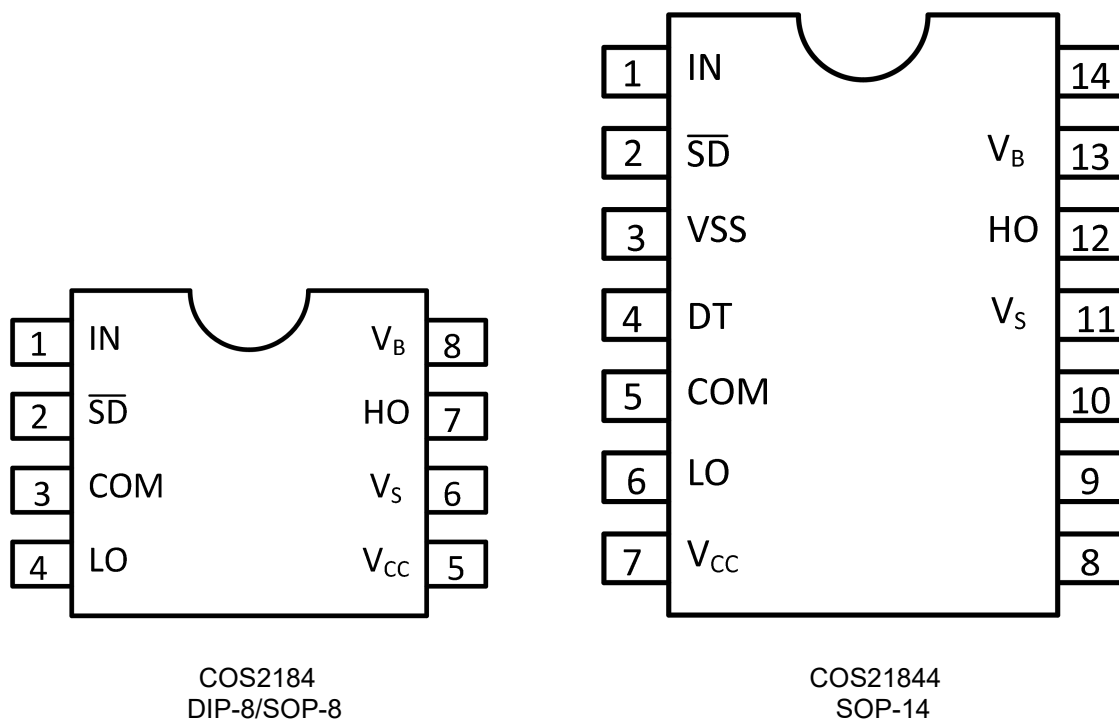 1 IN VB 8
2 S̅D̅ HO 7
3 COM VS 6
4 LO VCC 5
COS2184
DIP-8/SOP-8
1 IN 14
2 S̅D̅ VB 13
3 VSS HO 12
4 DT VS 11
5 COM 10
6 LO 9
7 VCC 8
COS21844
SOP-14